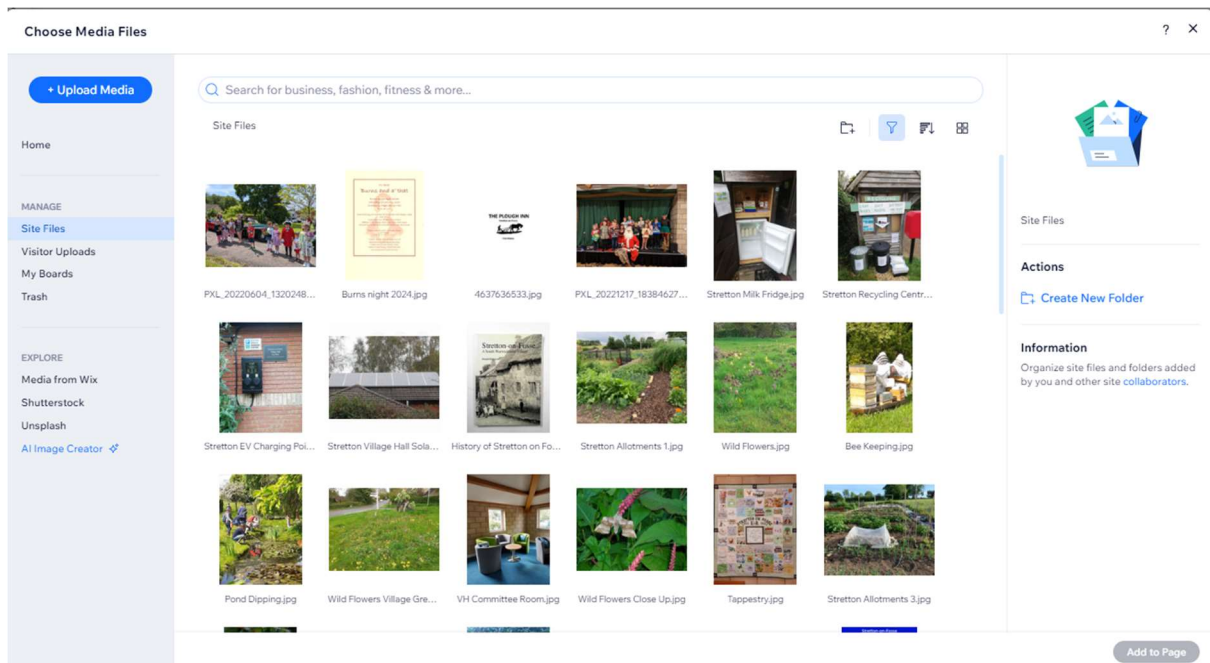 Choose Media Files
?
+ Upload Media
Search for business, fashion, fitness & more...
Site Files
Home
MANAGE
Site Files
Visitor Uploads
My Boards
Trash
EXPLORE
Media from Wix
Shutterstock
Unsplash
AI Image Creator
THE PLOUGH INN
PXL_20220604_1320248...
Burns night 2024.jpg
4637636533.jpg
PXL_20221217_18384627...
Stretton Milk Fridge.jpg
Stretton Recycling Centr...
Stretton-on-Fosse
Stretton EV Charging Poi...
Stretton Village Hall Sola...
History of Stretton on Fo...
Stretton Allotments 1.jpg
Wild Flowers.jpg
Bee Keeping.jpg
Pond Dipping.jpg
Wild Flowers Village Gre...
VH Committee Room.jpg
Wild Flowers Close Up.jpg
Tappestry.jpg
Stretton Allotments 3.jpg
Stretton-on-Fosse
Site Files
Actions
Create New Folder
Information
Organize site files and folders added
by you and other site collaborators.
Add to Page